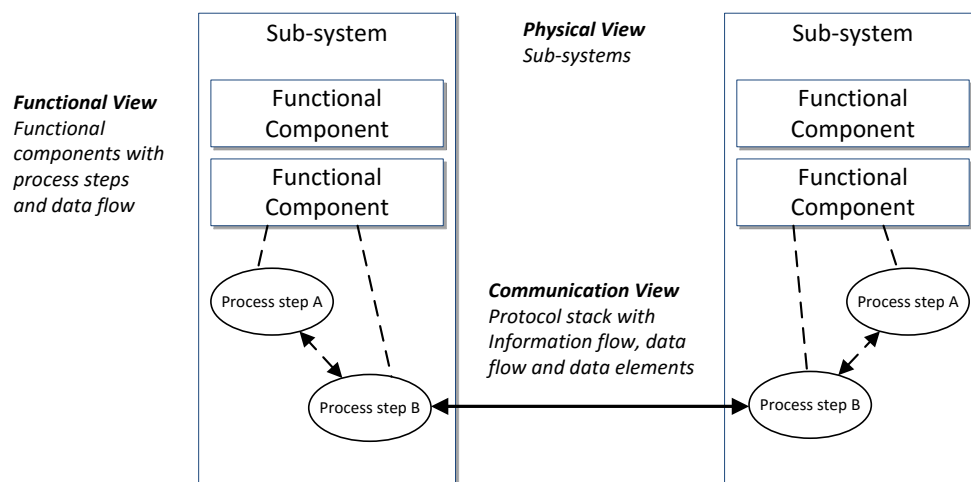 Sub-system
Physical View
Sub-systems
Sub-system
Functional View
Functional
components with
process steps
and data flow
Functional
Component
Functional
Component
Functional
Component
Functional
Component
Process step A
Process step B
Communication View
Protocol stack with
Information flow, data
flow and data elements
Process step A
Process step B